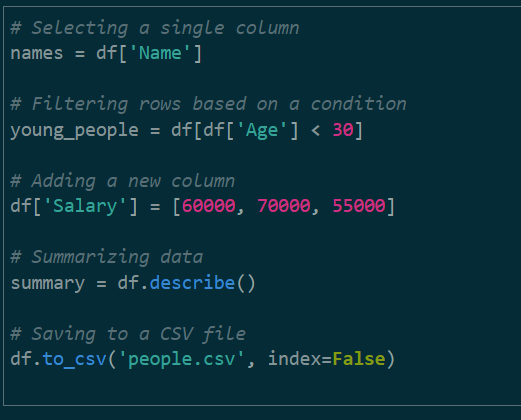 # Selecting a single column
names = df['Name']
# Filtering rows based on a condition
young_people = df[df['Age'] < 30]
# Adding a new column
df['Salary'] = [60000, 70000, 55000]
# Summarizing data
summary = df.describe()
# Saving to a CSV file
df.to_csv('people.csv', index=False)